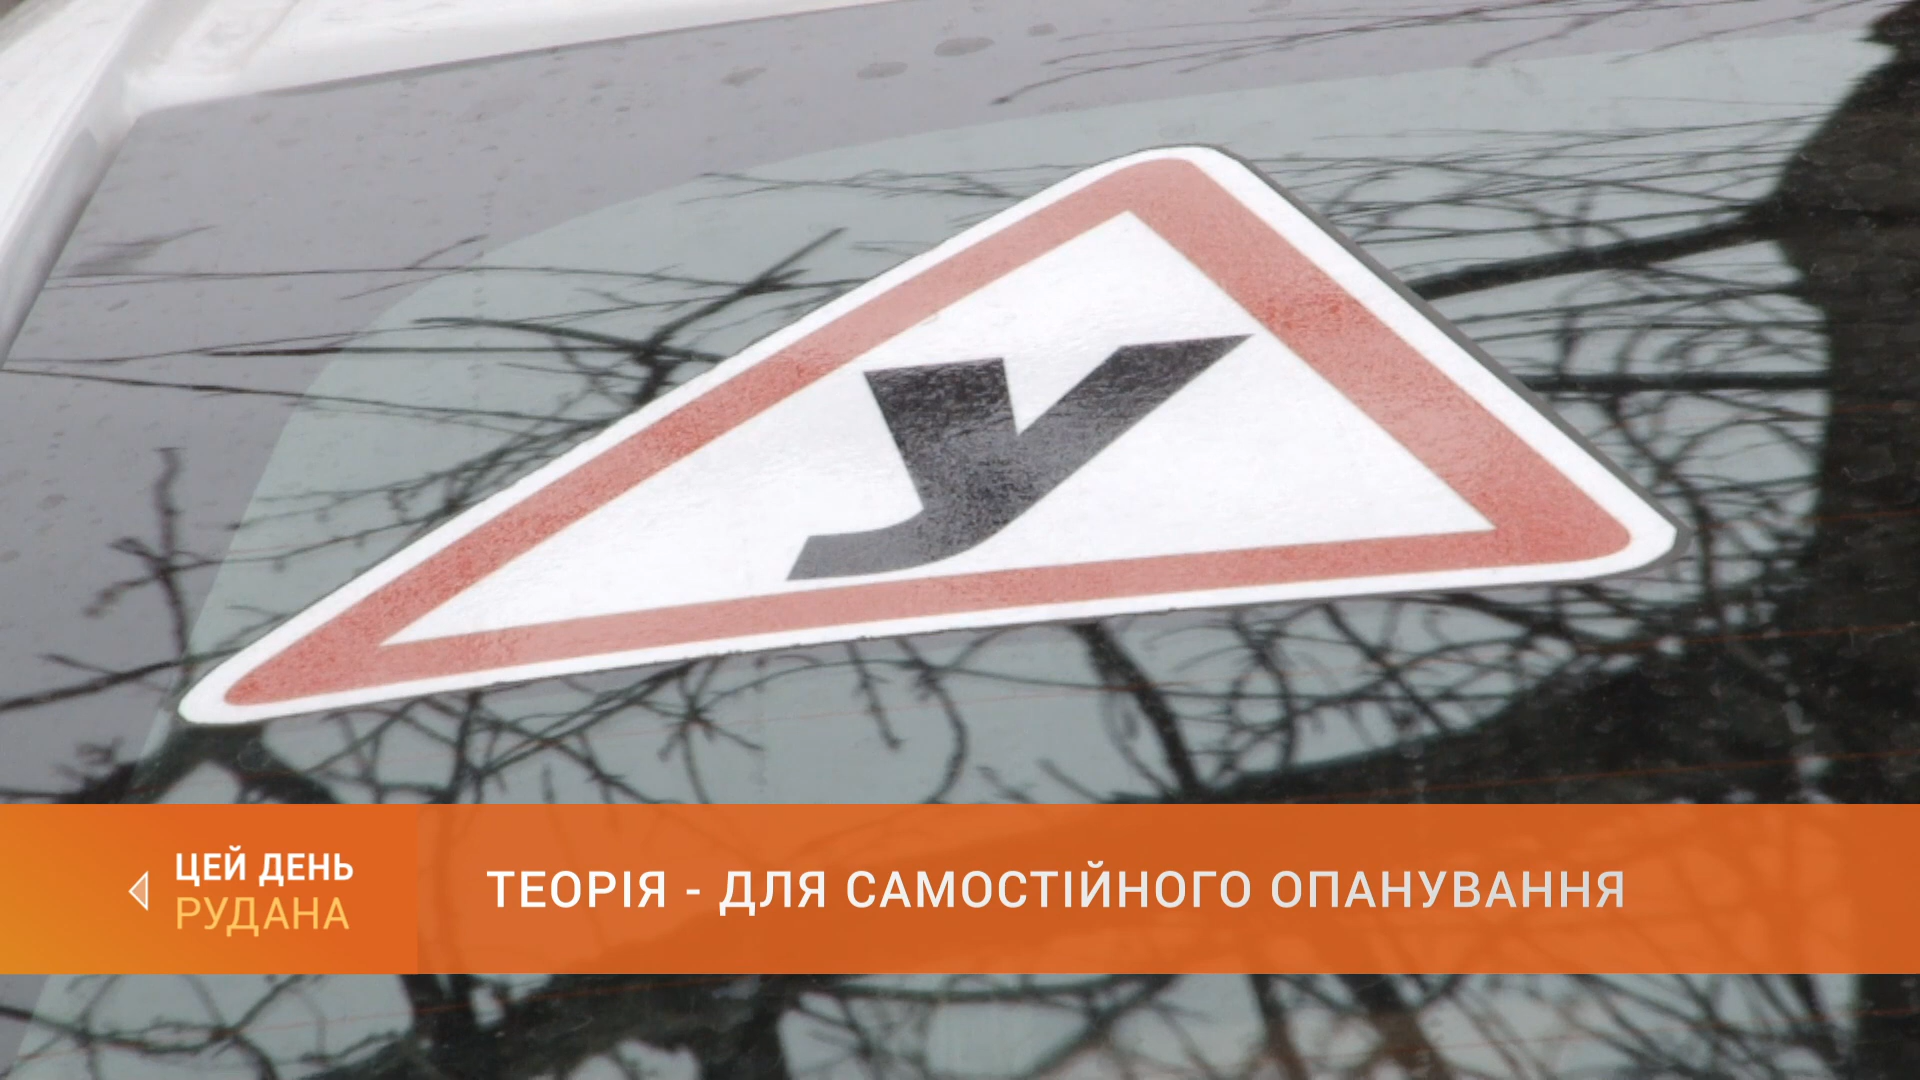 У
ЦЕЙ ДЕНЬ
РУДАНА
ТЕОРІЯ - ДЛЯ САМОСТІЙНОГО ОПАНУВАННЯ